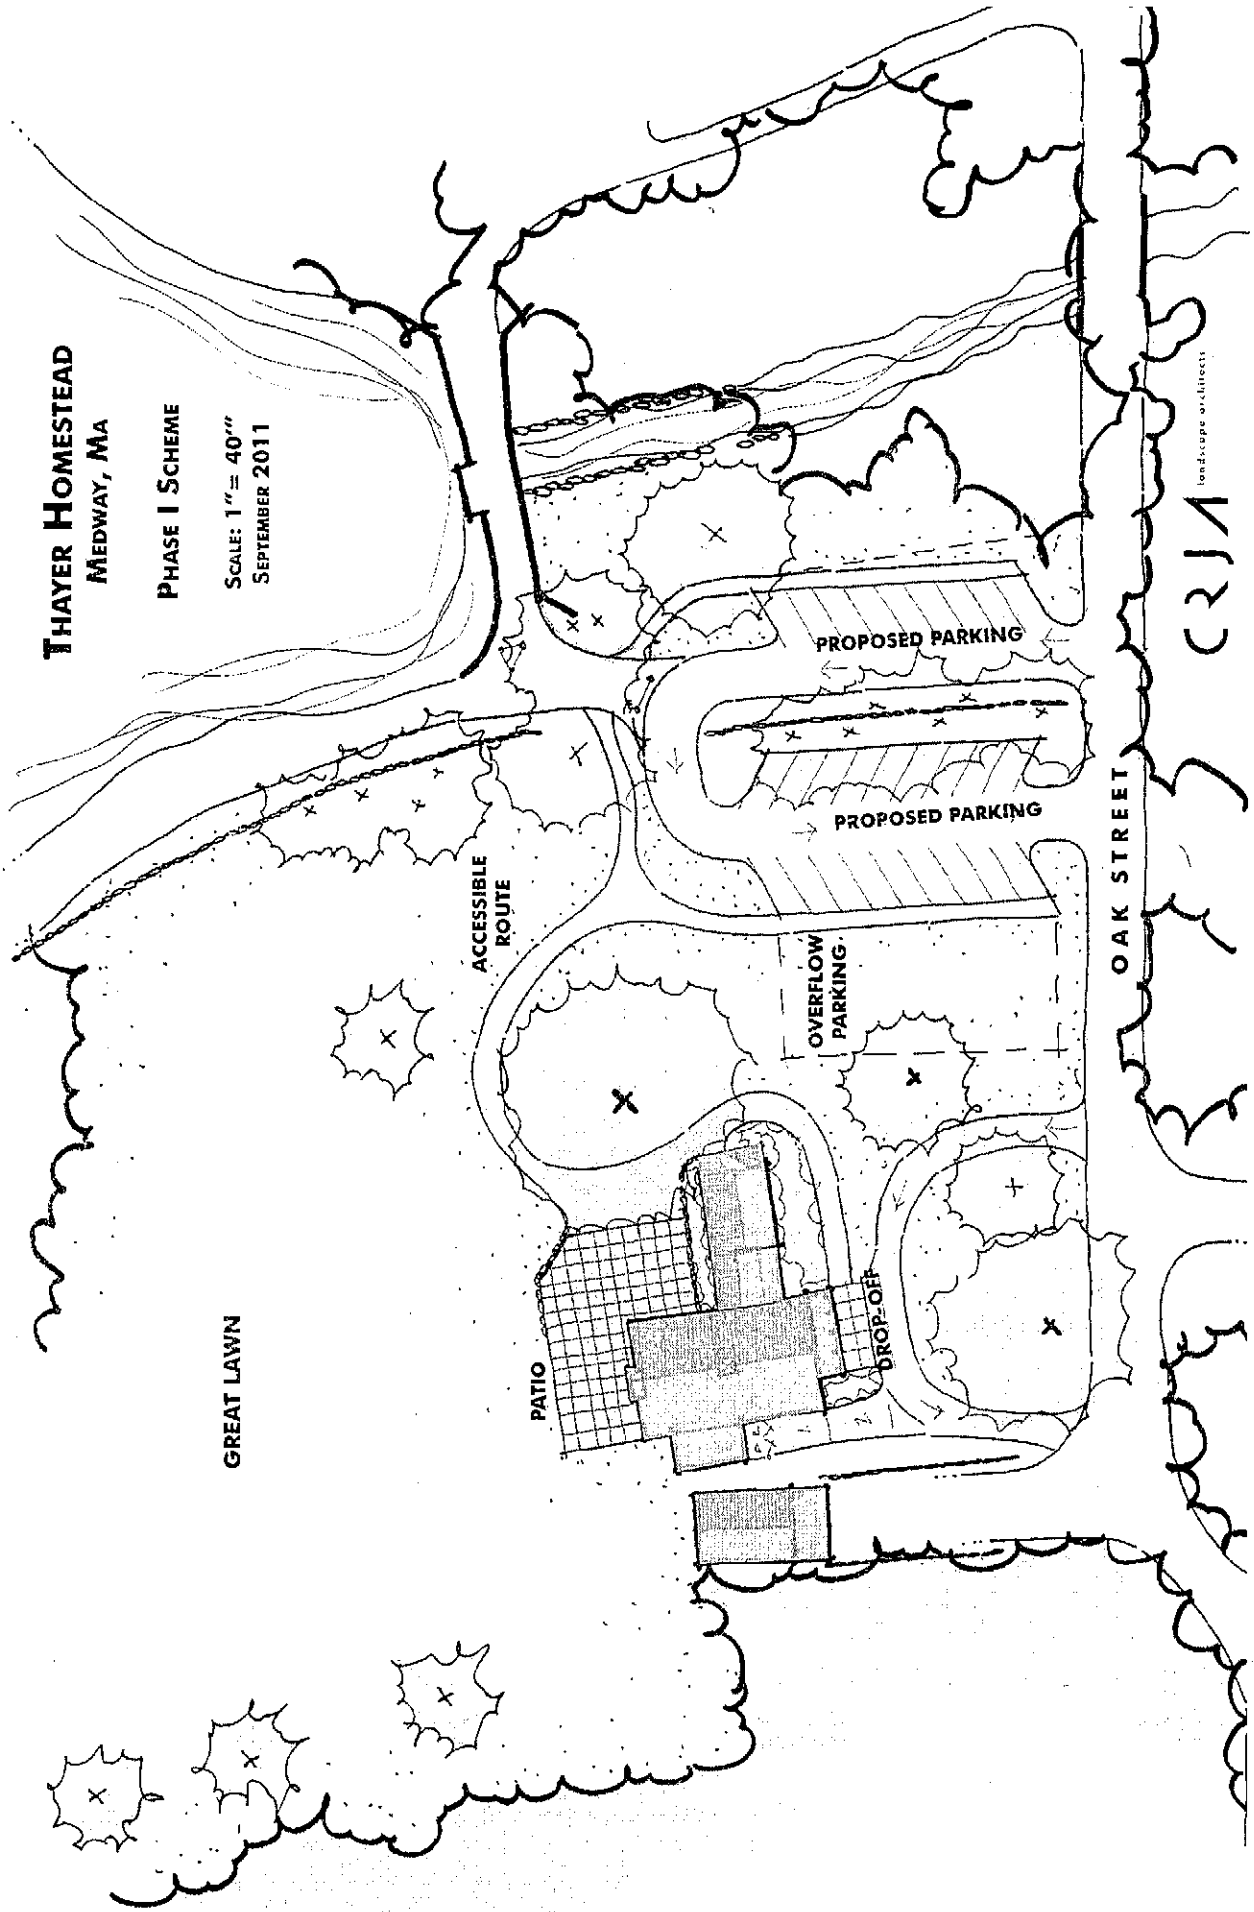 THAYER HOMESTEAD
MEDWAY, MA
PHASE I SCHEME
SCALE: 1"= 40'"
SEPTEMBER 2011
GREAT LAWN
ACCESSIBLE
ROUTE
PATIO
PROPOSED PARKING
PROPOSED PARKING
OVERFLOW
PARKING
DROP-OFF
OAK STREET
CRJA landscape architects